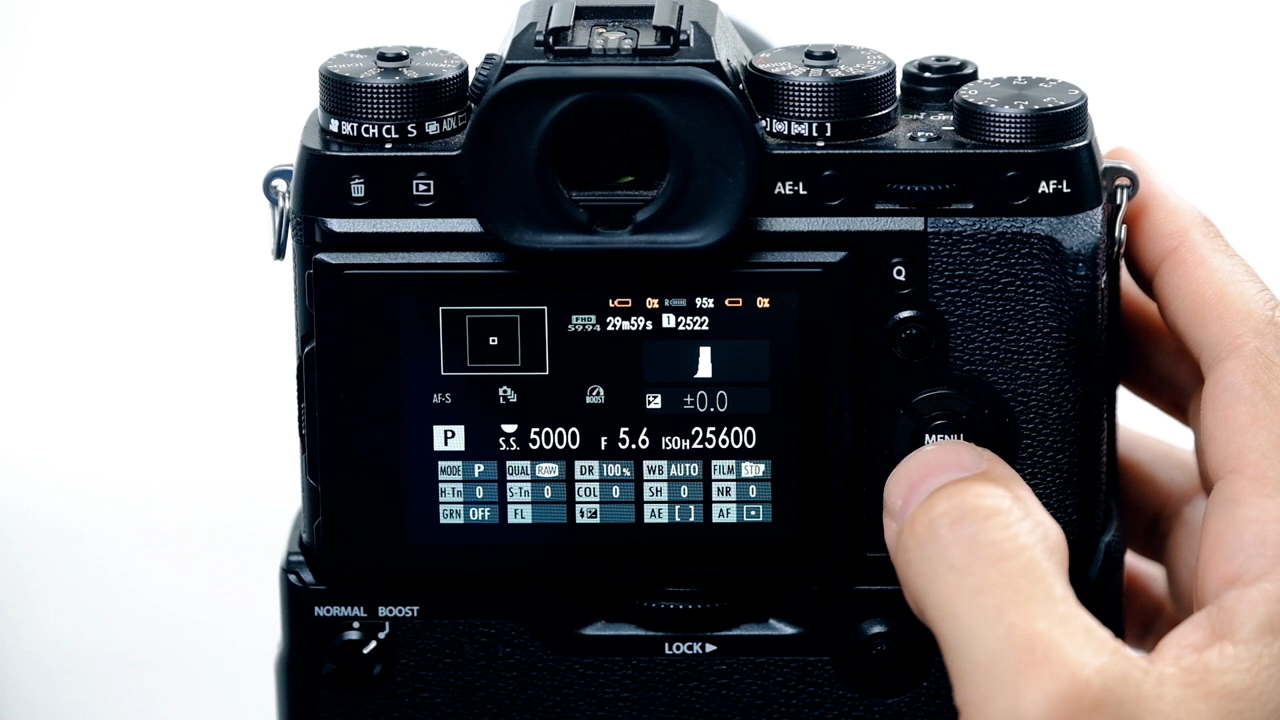 BKT CH CL S ADV.
ON OFF
Fn
AE-L
AF-L
Q
L 0% R 95% 0%
FHD 59.94 29m59s 1 2522
AF-S
L
BOOST
±0.0
P
S.S. 5000 F 5.6 ISO H 25600
MODE P QUAL RAW DR 100% WB AUTO FILM STD
H-Tn 0 S-Tn 0 COL 0 SH 0 NR 0
GRN OFF FL AE [ ] AF
MENU
NORMAL BOOST
LOCK▶